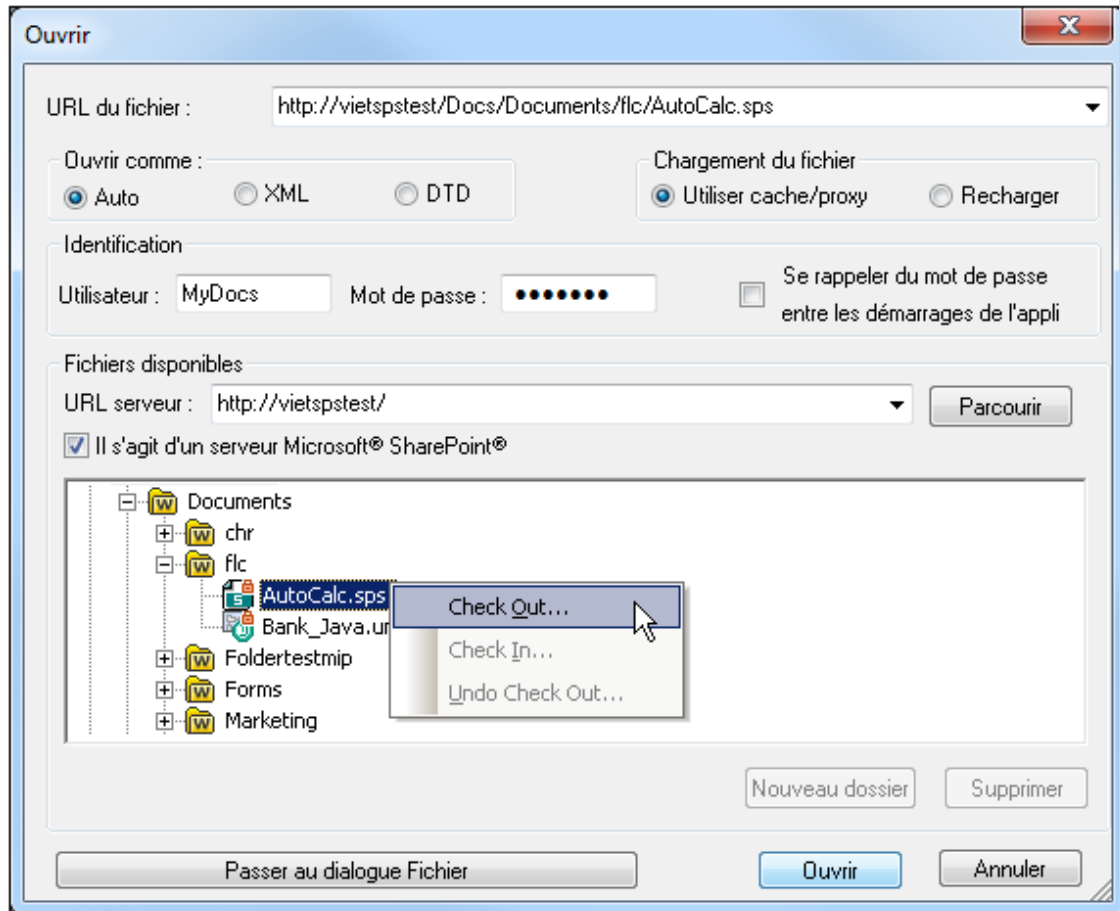 Ouvrir
URL du fichier : http://vietspstest/Docs/Documents/flc/AutoCalc.sps
Ouvrir comme : Chargement du fichier
Auto XML DTD Utiliser cache/proxy Recharger
Identification
Utilisateur : MyDocs Mot de passe : ●●●●●●● Se rappeler du mot de passe
entre les démarrages de l'appli
Fichiers disponibles
URL serveur : http://vietspstest/ Parcourir
Il s'agit d'un serveur Microsoft® SharePoint®
Documents
chr
flc
AutoCalc.sps Check Out...
Bank_Java.ur
Check In...
Foldertestmip
Forms Undo Check Out...
Marketing
Nouveau dossier Supprimer
Passer au dialogue Fichier Ouvrir Annuler